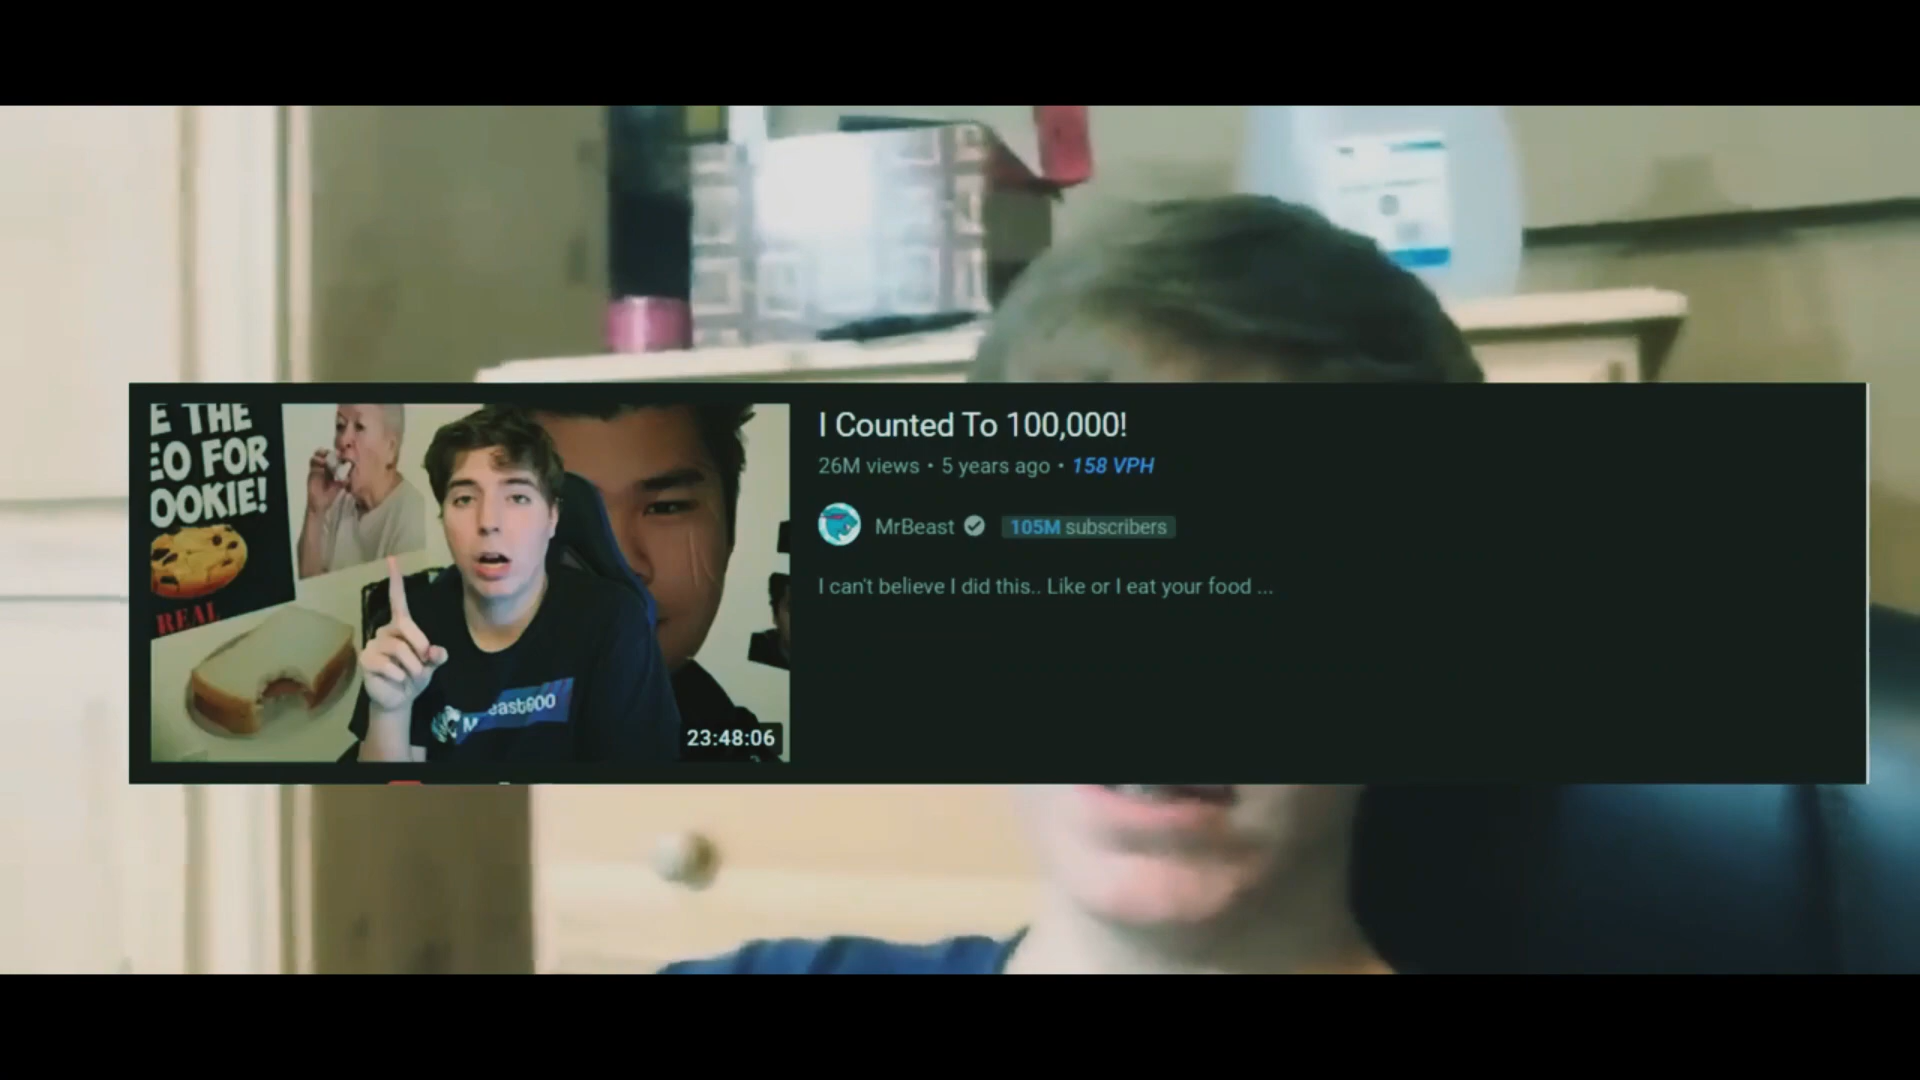 E THE
EO FOR
OOKIE!
REAL
east600
23:48:06
I Counted To 100,000!
26M views • 5 years ago • 158 VPH
MrBeast
105M subscribers
I can't believe I did this.. Like or I eat your food ...